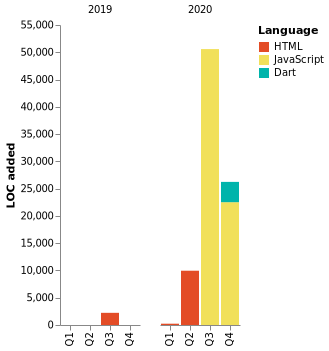 2019
2020
Language
HTML
JavaScript
Dart
LOC added
55,000
50,000
45,000
40,000
35,000
30,000
25,000
20,000
15,000
10,000
5,000
0
Q1 Q2 Q3 Q4
Q1 Q2 Q3 Q4